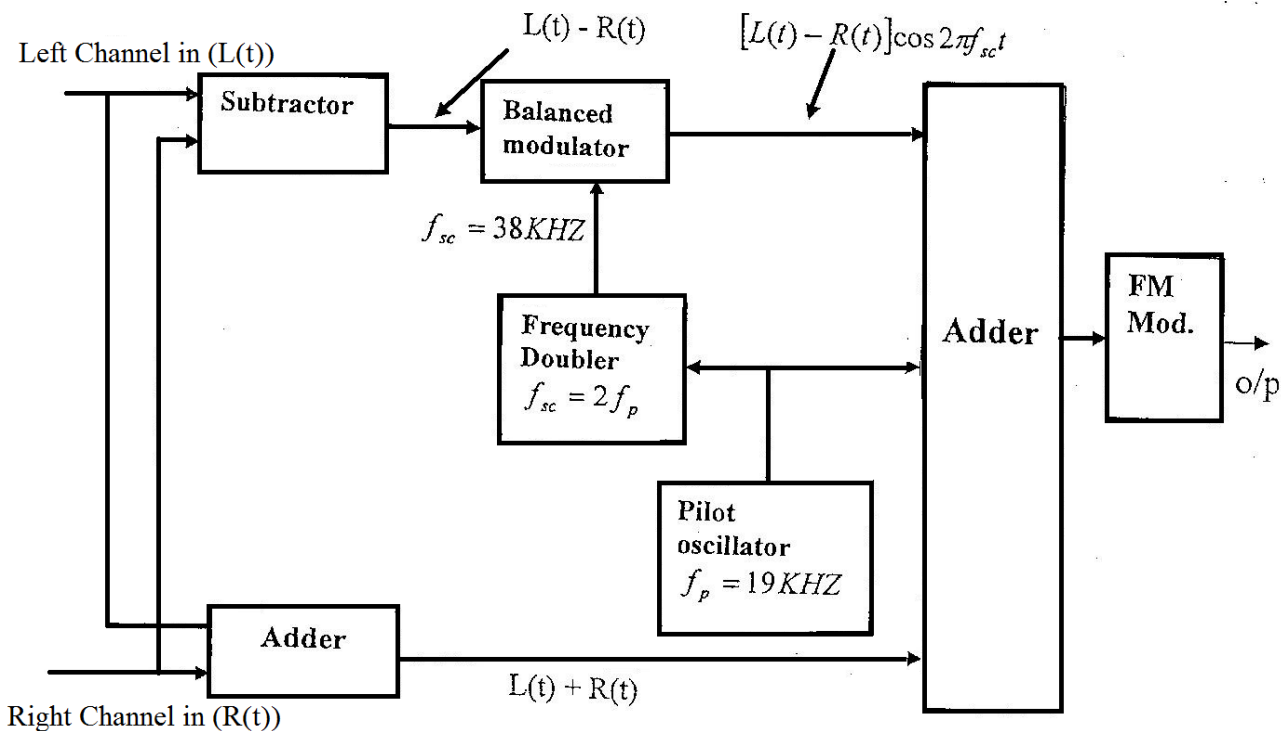 L(t) - R(t)
[L(t) – R(t)]cos 2πf_sc t
Left Channel in (L(t))
Subtractor
Balanced
modulator
f_sc = 38KHZ
Frequency
Doubler
f_sc = 2f_p
Adder
FM
Mod.
o/p
Pilot
oscillator
f_p = 19KHZ
Adder
L(t) + R(t)
Right Channel in (R(t))